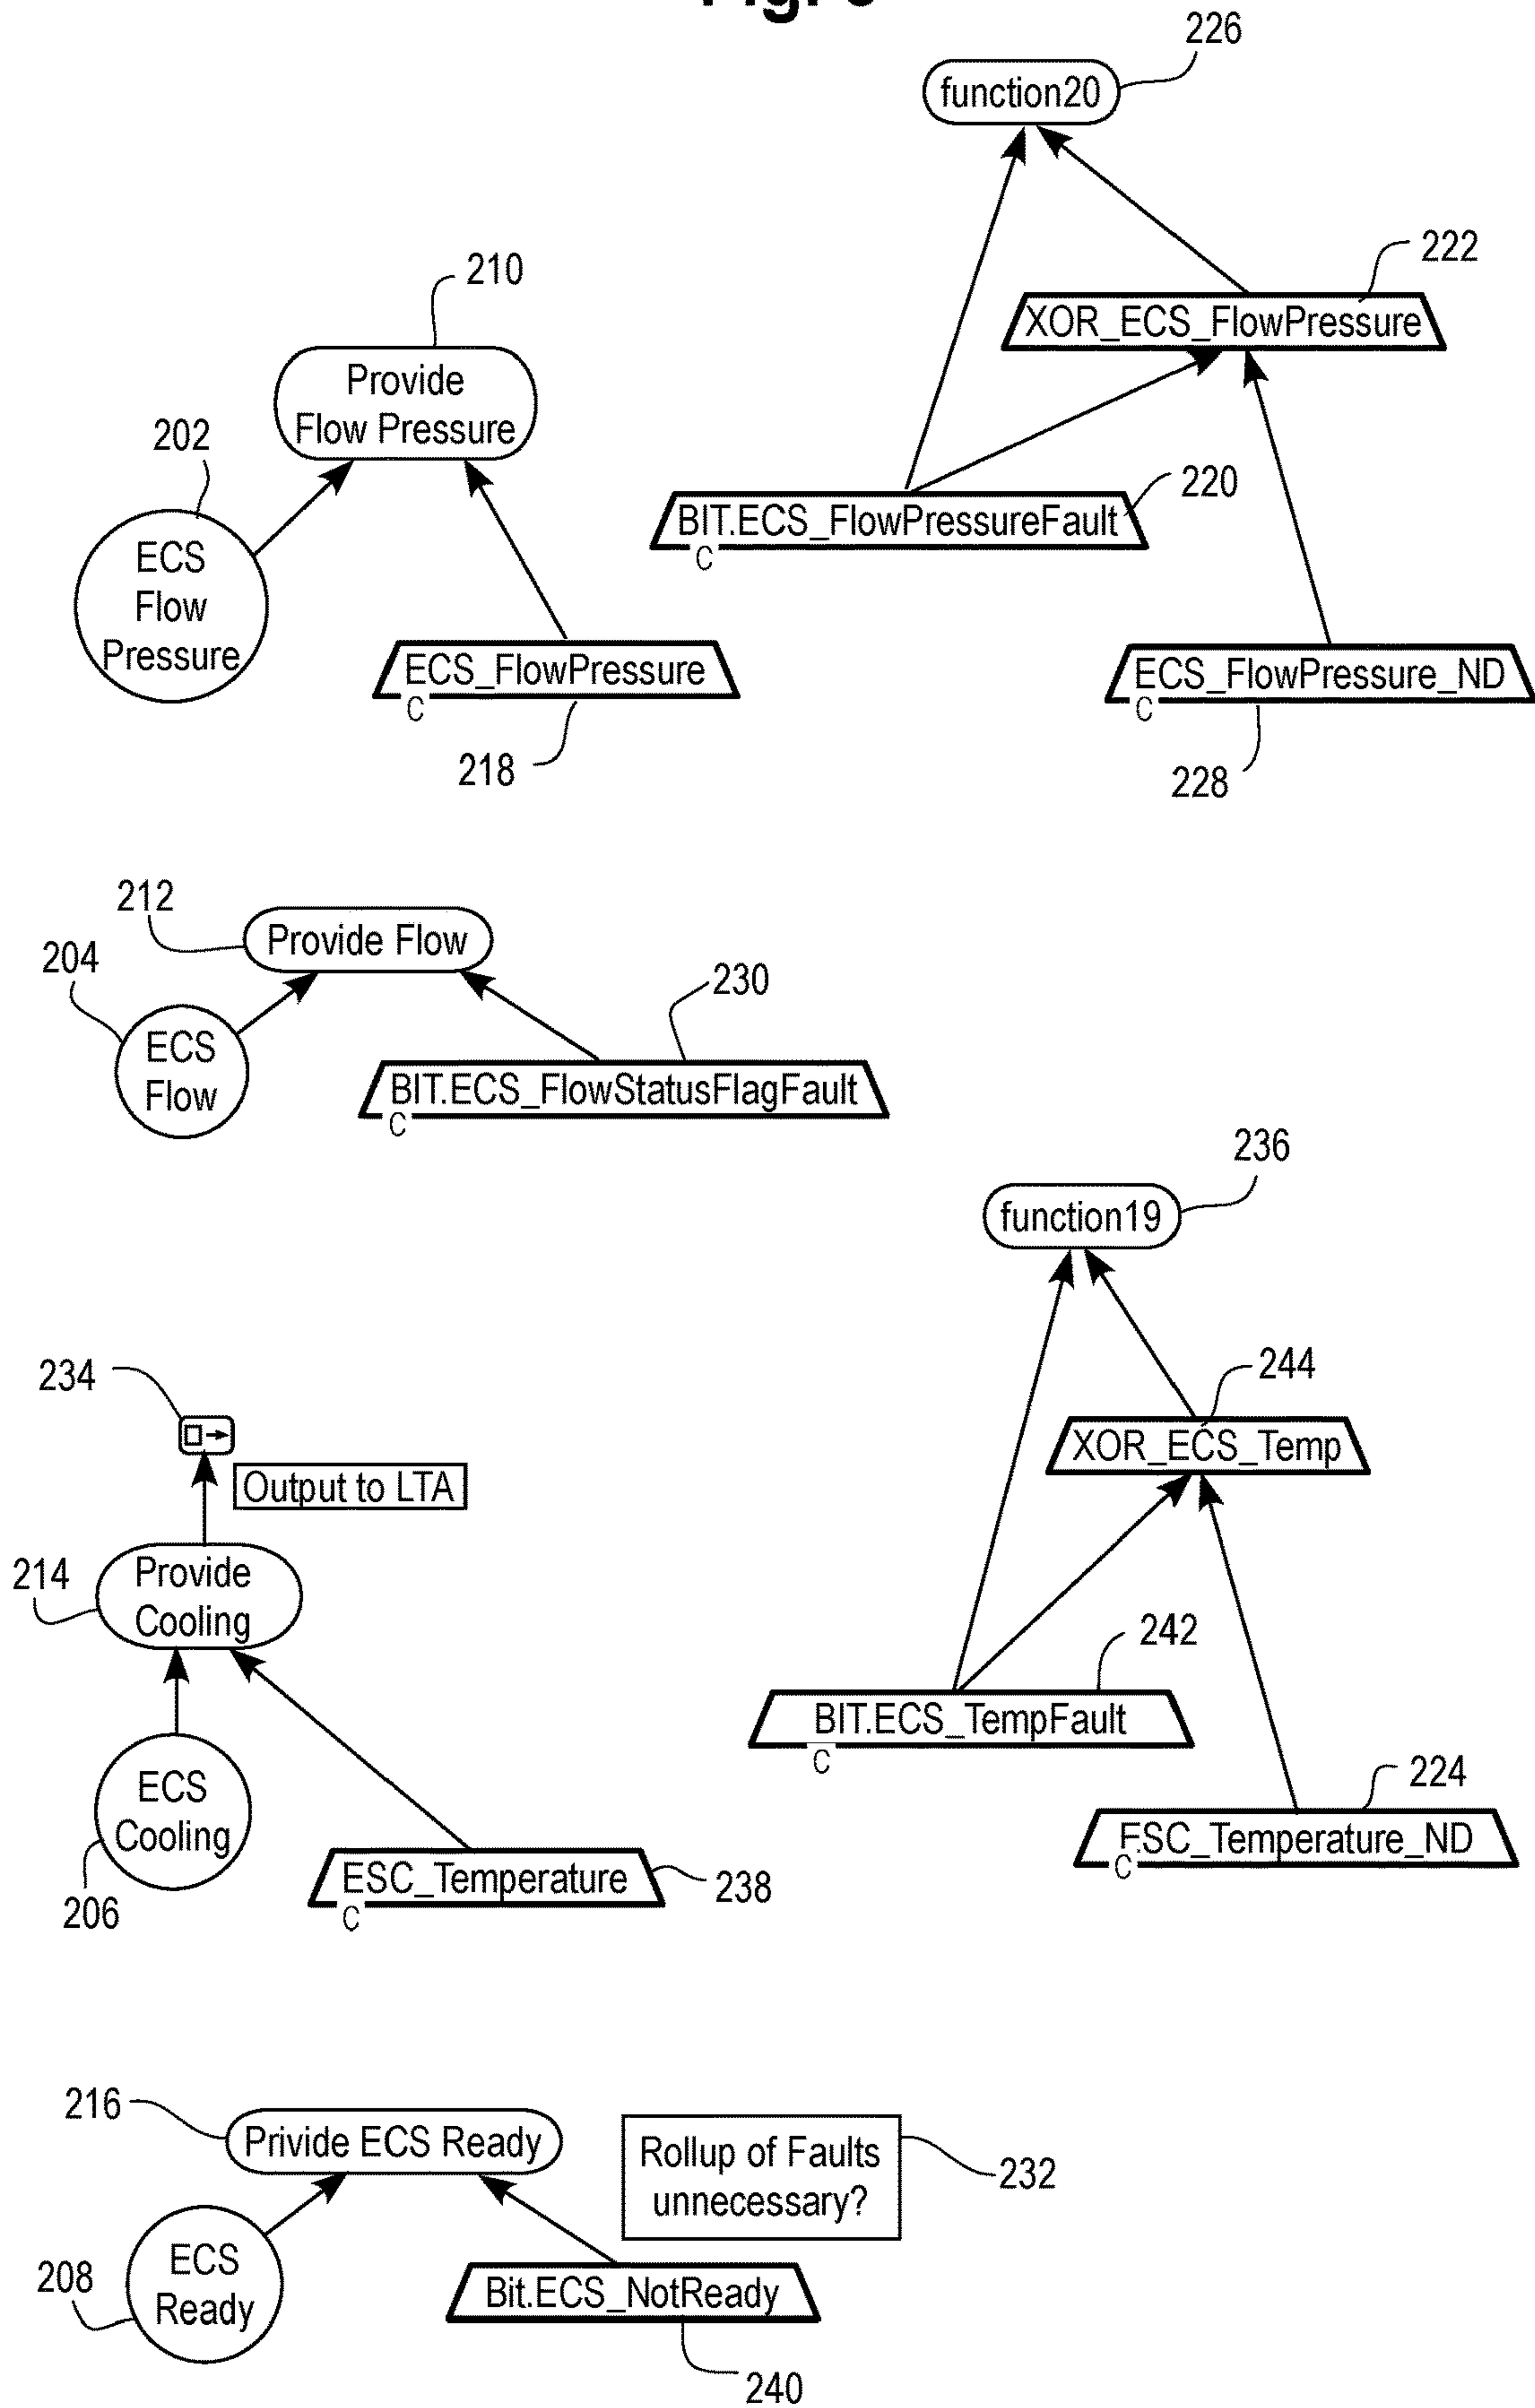 226
function20
222
210
XOR_ECS_FlowPressure
Provide
Flow Pressure
202
220
BIT.ECS_FlowPressureFault
C
ECS
Flow
Pressure
ECS_FlowPressure
C
ECS_FlowPressure_ND
C
218
228
212
Provide Flow
204
230
ECS
Flow
BIT.ECS_FlowStatusFlagFault
C
236
function19
234
244
XOR_ECS_Temp
Output to LTA
Provide
Cooling
214
242
BIT.ECS_TempFault
C
ECS
Cooling
224
ESC_Temperature_ND
C
206
ESC_Temperature
C
238
216
Privide ECS Ready
Rollup of Faults
unnecessary?
232
ECS
Ready
208
Bit.ECS_NotReady
240